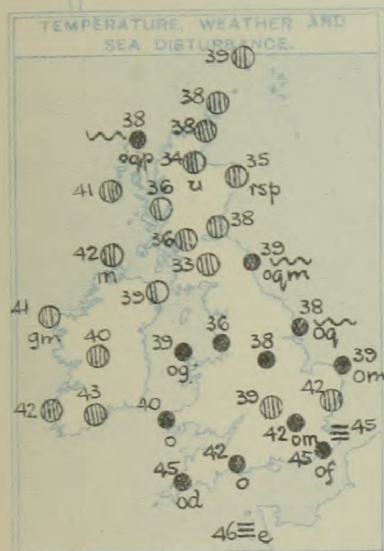 TEMPERATURE, WEATHER AND
SEA DISTURBANCE.
39
38
38
38
oqp
34
u
35
rsp
41
36
38
36
42
m
33
39
oqm
39
41
gm
38
oq
40
39
og
36
38
39
om
42
43
40
o
39
42
42
om
45
45
of
45
od
42
o
46
e